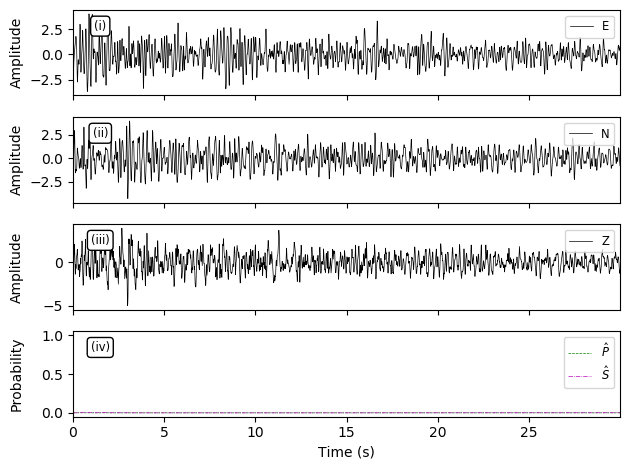 Amplitude
2.5
0.0
−2.5
(i)
E
Amplitude
2.5
0.0
−2.5
(ii)
N
Amplitude
0
−5
(iii)
Z
Probability
1.0
0.5
0.0
(iv)
P̂
Ŝ
0 5 10 15 20 25
Time (s)